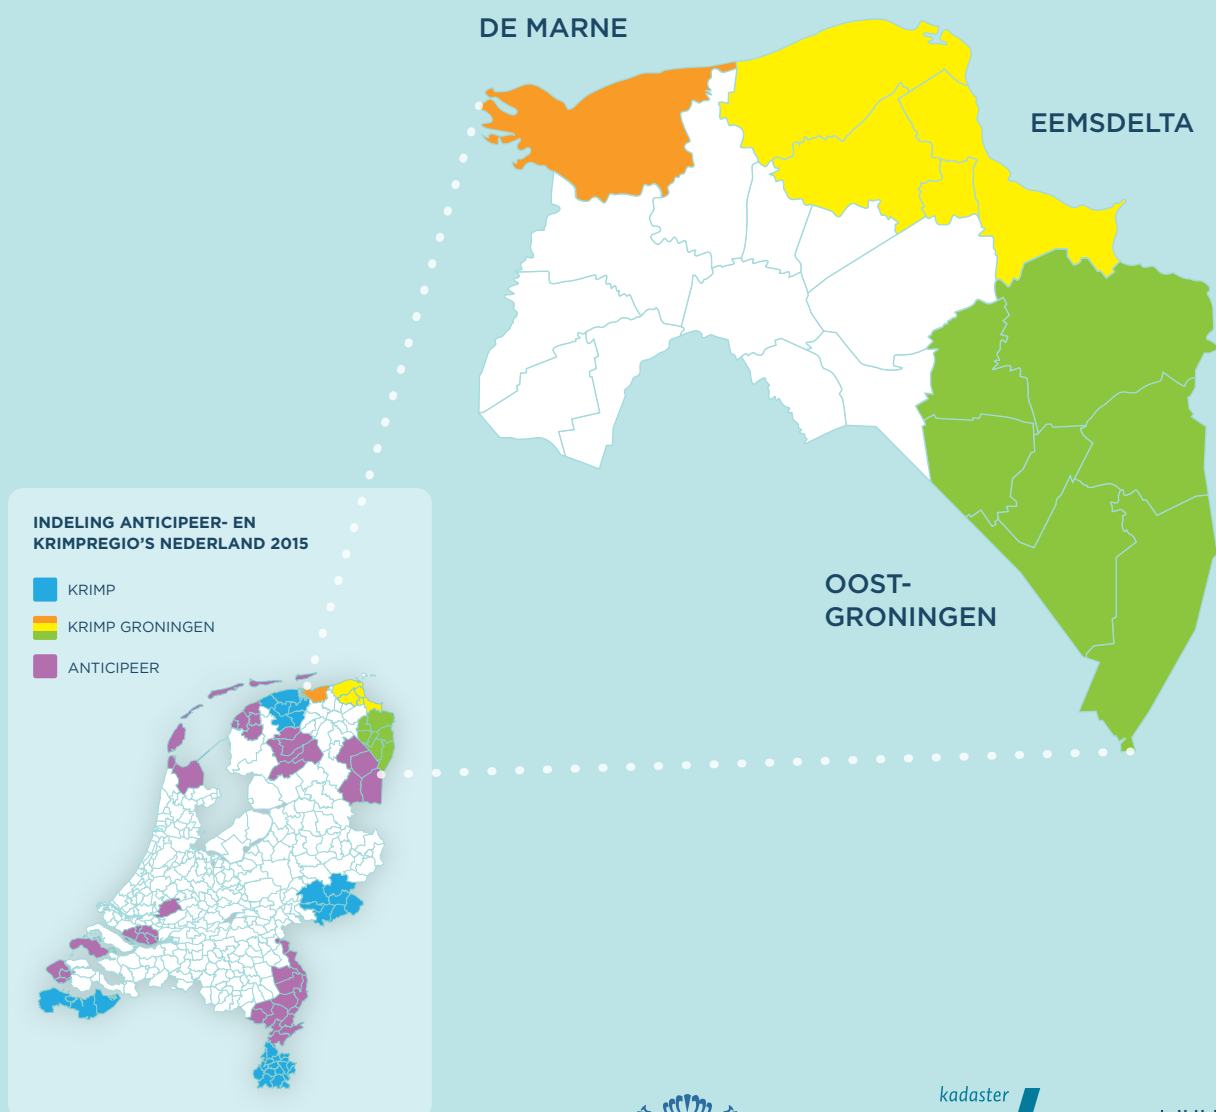 DE MARNE
EEMSDELTA
OOST-
GRONINGEN
INDELING ANTICIPEER- EN
KRIMPREGIO'S NEDERLAND 2015
KRIMP
KRIMP GRONINGEN
ANTICIPEER
kadaster